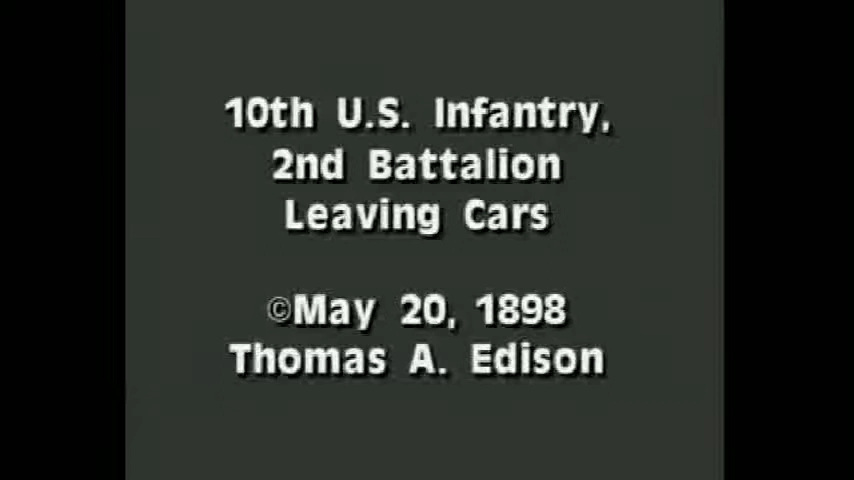 10th U.S. Infantry,
2nd Battalion
Leaving Cars
©May 20, 1898
Thomas A. Edison